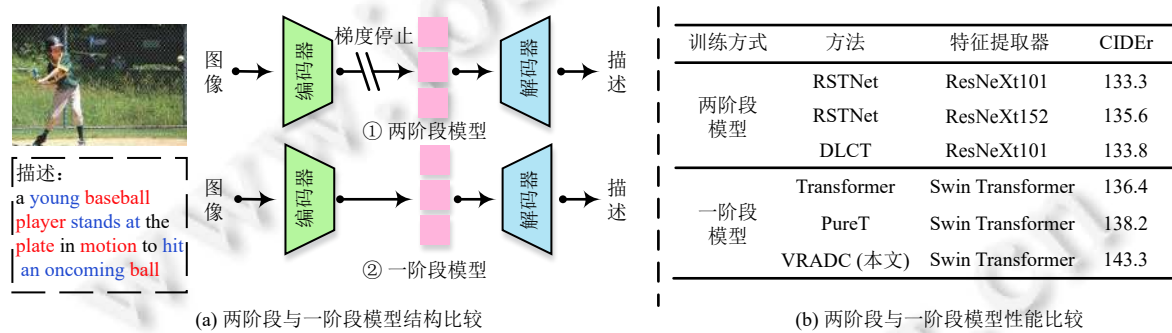 描述:
a young baseball
player stands at the
plate in motion to hit
an oncoming ball
图像
编码器
梯度停止
解码器
描述
① 两阶段模型
图像
编码器
解码器
描述
② 一阶段模型
(a) 两阶段与一阶段模型结构比较
训练方式 方法 特征提取器 CIDEr
两阶段
模型
RSTNet ResNeXt101 133.3
RSTNet ResNeXt152 135.6
DLCT ResNeXt101 133.8
一阶段
模型
Transformer Swin Transformer 136.4
PureT Swin Transformer 138.2
VRADC (本文) Swin Transformer 143.3
(b) 两阶段与一阶段模型性能比较